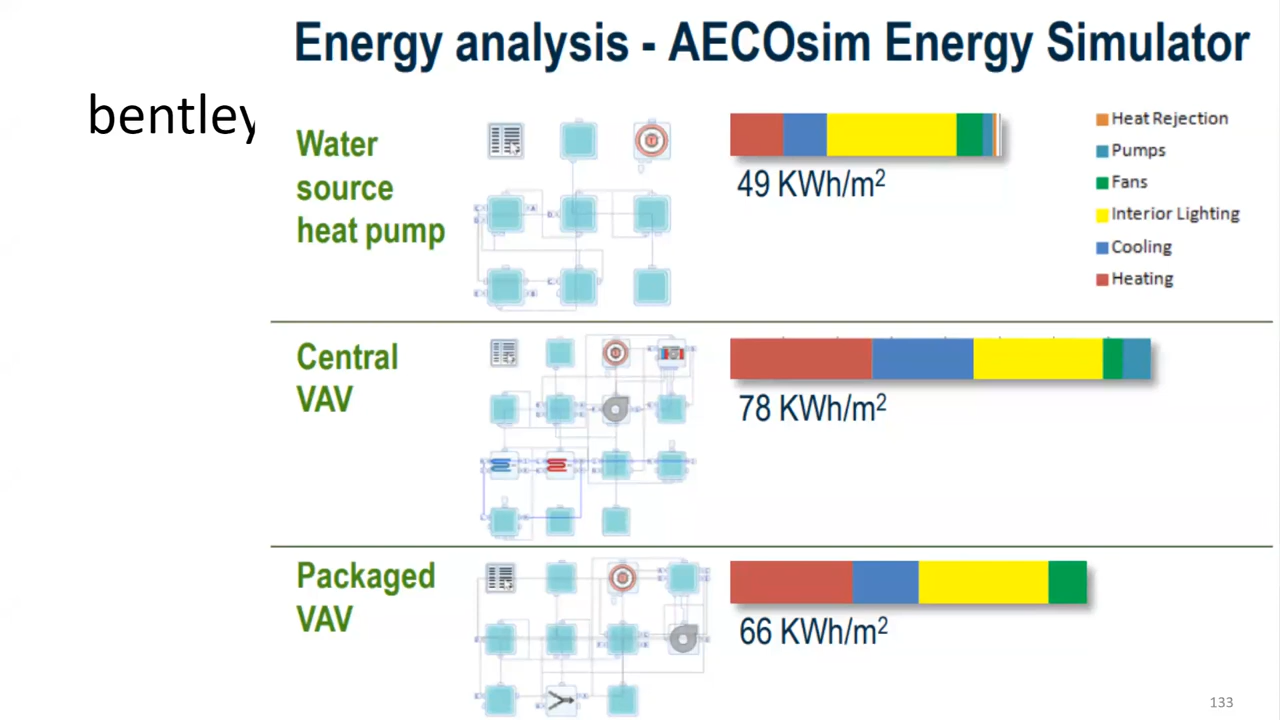 Energy analysis - AECOsim Energy Simulator
bentley
Water
source
heat pump
49 KWh/m²
Heat Rejection
Pumps
Fans
Interior Lighting
Cooling
Heating
Central
VAV
78 KWh/m²
Packaged
VAV
66 KWh/m²
133